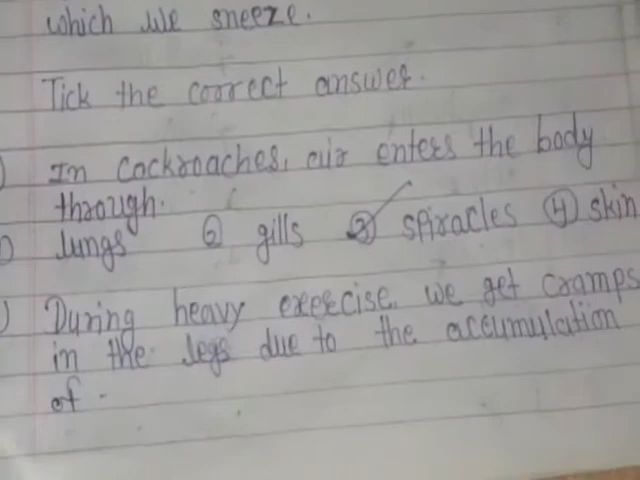 which we sneeze.
Tick the correct answer.
) In cockroaches, air enters the body
through.
) lungs ② gills ③ spiracles ④ skin
) During heavy exercise, we get cramps
in the legs due to the accumulation
of -